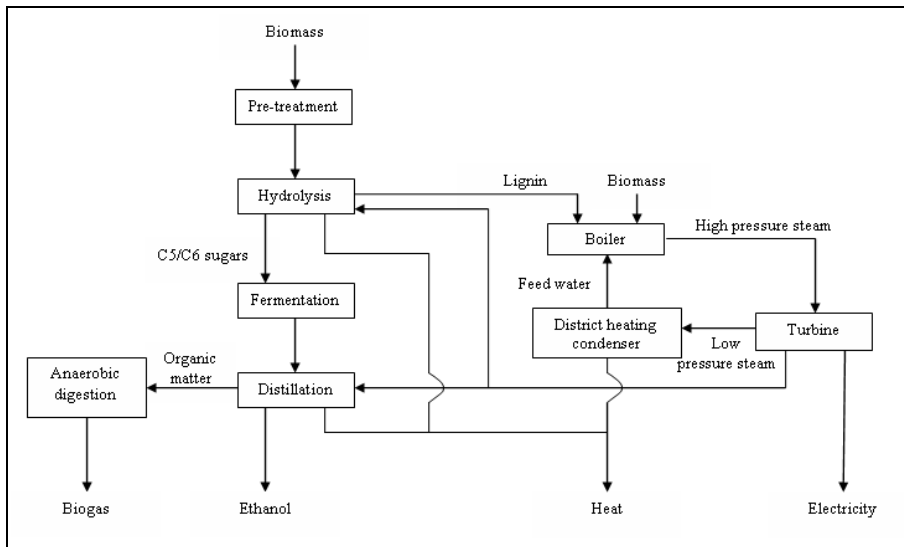 Biomass
Pre-treatment
Hydrolysis
Lignin
Biomass
High pressure steam
Boiler
C5/C6 sugars
Feed water
Fermentation
District heating
condenser
Turbine
Low
pressure steam
Anaerobic
digestion
Organic
matter
Distillation
Biogas
Ethanol
Heat
Electricity